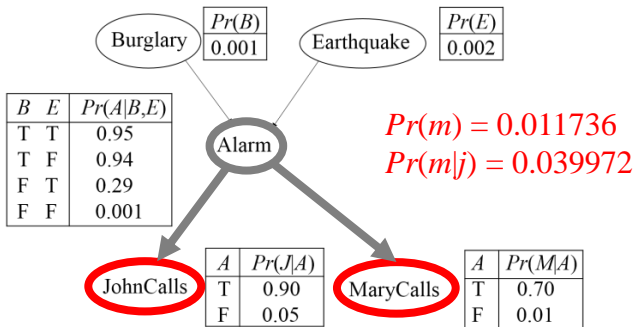 Burglary
Pr(B)
0.001
Earthquake
Pr(E)
0.002
B E Pr(A|B,E)
T T 0.95
T F 0.94
F T 0.29
F F 0.001
Alarm
Pr(m) = 0.011736
Pr(m|j) = 0.039972
JohnCalls
A Pr(J|A)
T 0.90
F 0.05
MaryCalls
A Pr(M|A)
T 0.70
F 0.01